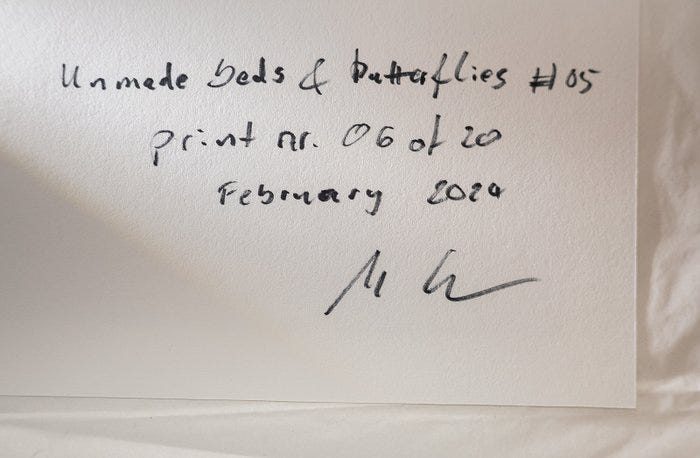 Unmade beds & butterflies #05
print nr. 06 of 20
February 2024